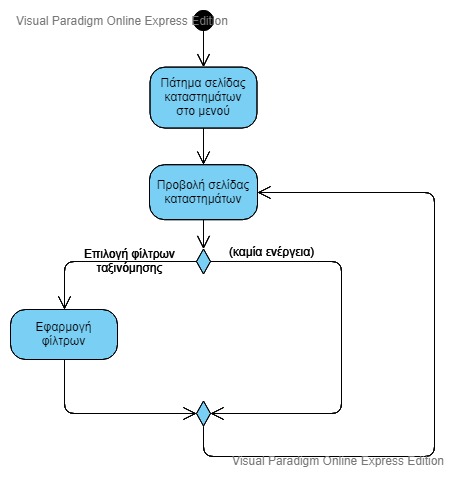 Visual Paradigm Online Express Edition
Πάτημα σελίδας
καταστημάτων
στο μενού
Προβολή σελίδας
καταστημάτων
Επιλογή φίλτρων
ταξινόμησης
(καμία ενέργεια)
Εφαρμογή
φίλτρων
Visual Paradigm Online Express Edition